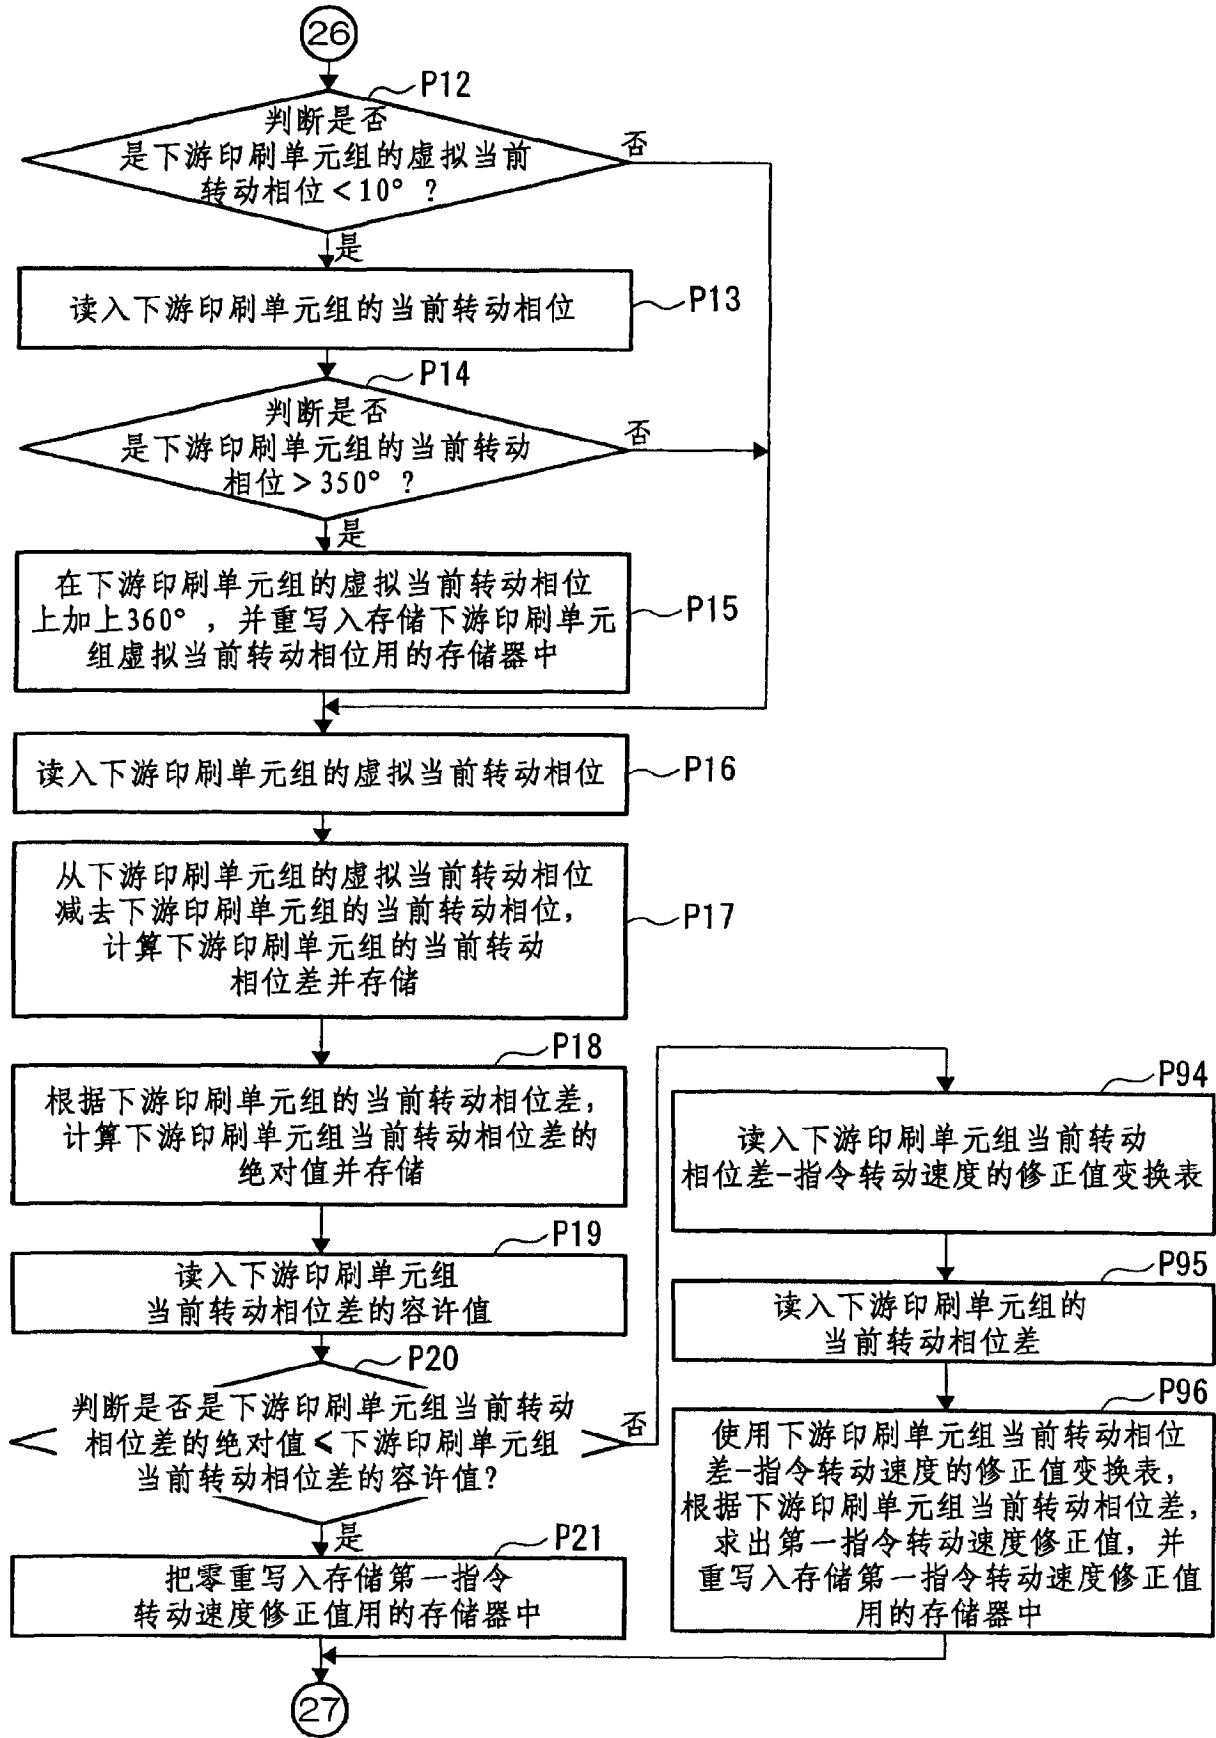 26
P12
判断是否
是下游印刷单元组的虚拟当前
转动相位<10°？
否
是
读入下游印刷单元组的当前转动相位
P13
P14
判断是否
是下游印刷单元组的当前转动
相位>350°？
否
是
在下游印刷单元组的虚拟当前转动相位
上加上360°，并重写入存储下游印刷单元
组虚拟当前转动相位用的存储器中
P15
读入下游印刷单元组的虚拟当前转动相位
P16
从下游印刷单元组的虚拟当前转动相位
减去下游印刷单元组的当前转动相位，
计算下游印刷单元组的当前转动
相位差并存储
P17
P18
根据下游印刷单元组的当前转动相位差，
计算下游印刷单元组当前转动相位差的
绝对值并存储
P19
读入下游印刷单元组
当前转动相位差的容许值
P20
判断是否是下游印刷单元组当前转动
相位差的绝对值≤下游印刷单元组
当前转动相位差的容许值？
否
是
P21
把零重写入存储第一指令
转动速度修正值用的存储器中
P94
读入下游印刷单元组当前转动
相位差-指令转动速度的修正值变换表
P95
读入下游印刷单元组的
当前转动相位差
P96
使用下游印刷单元组当前转动相位
差-指令转动速度的修正值变换表，
根据下游印刷单元组当前转动相位差，
求出第一指令转动速度修正值，并
重写入存储第一指令转动速度修正值
用的存储器中
27